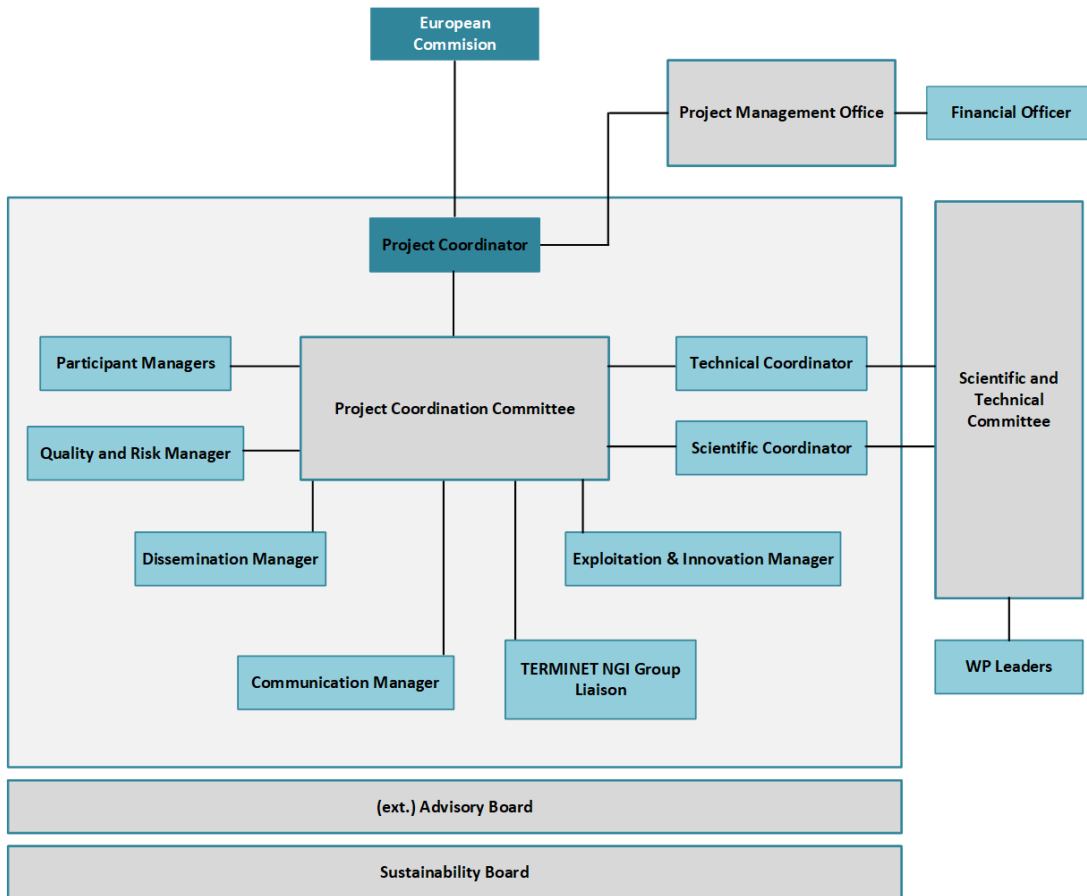 European
Commision
Project Management Office
Financial Officer
Project Coordinator
Participant Managers
Technical Coordinator
Project Coordination Committee
Scientific and
Technical
Committee
Quality and Risk Manager
Scientific Coordinator
Dissemination Manager
Exploitation & Innovation Manager
Communication Manager
TERMINET NGI Group
Liaison
WP Leaders
(ext.) Advisory Board
Sustainability Board